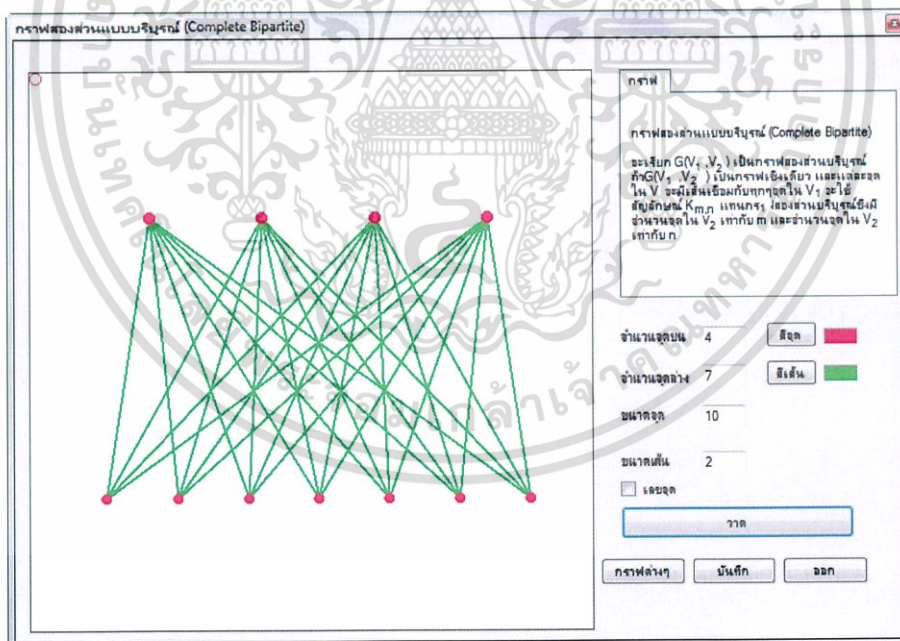 กราฟสองส่วนแบบบริบูรณ์ (Complete Bipartite)
กราฟ
กราฟสองส่วนแบบบริบูรณ์ (Complete Bipartite)
จะเรียก G(V₁ ,V₂ ) เป็นกราฟสองส่วนบริบูรณ์
ถ้าG(V₁ ,V₂ ) เป็นกราฟเชิงเดียว และแต่ละจุด
ใน V จะมีเส้นเชื่อมกับทุกๆจุดใน V₁ จะใช้
สัญลักษณ์ Kₘ,ₙ แทนกราฟสองส่วนบริบูรณ์ซึ่งมี
จำนวนจุดใน V₂ เท่ากับ m และจำนวนจุดใน V₂
เท่ากับ n
จำนวนจุดบน 4 สีจุด
จำนวนจุดล่าง 7 สีเส้น
ขนาดจุด 10
ขนาดเส้น 2
เลขจุด
วาด
กราฟต่างๆ บันทึก ออก